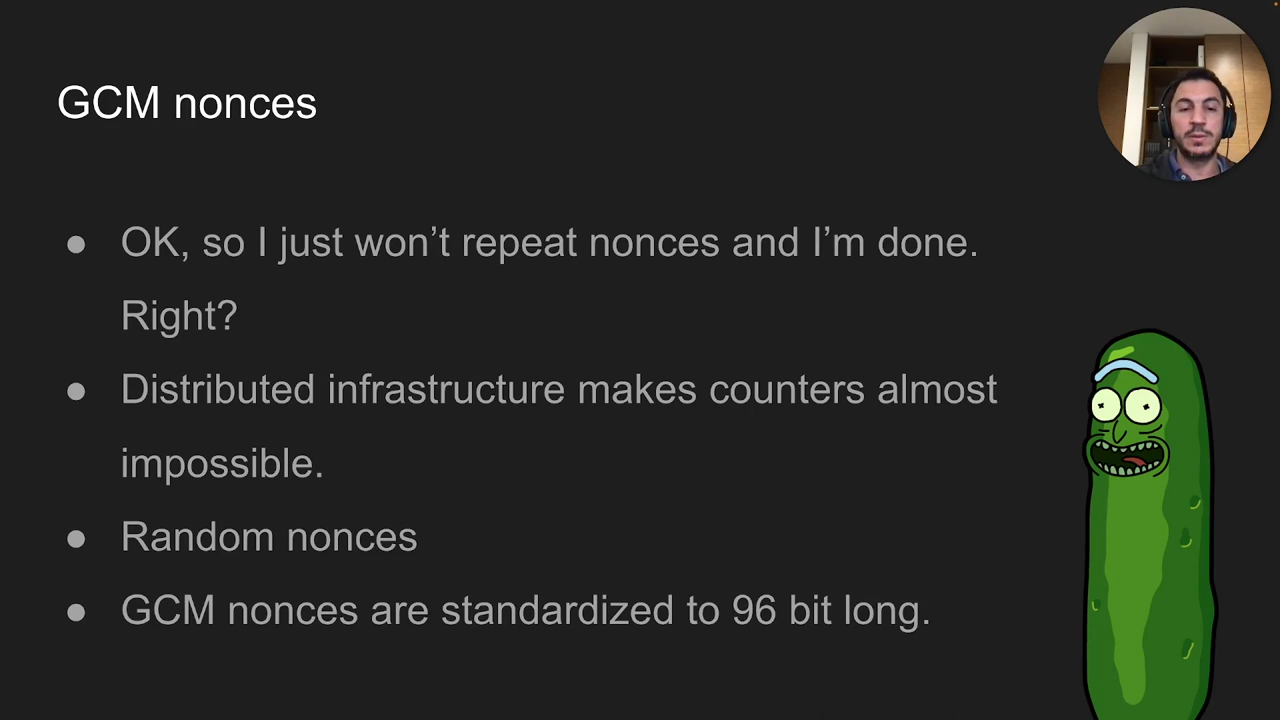 GCM nonces
● OK, so I just won’t repeat nonces and I’m done.
Right?
● Distributed infrastructure makes counters almost
impossible.
● Random nonces
● GCM nonces are standardized to 96 bit long.